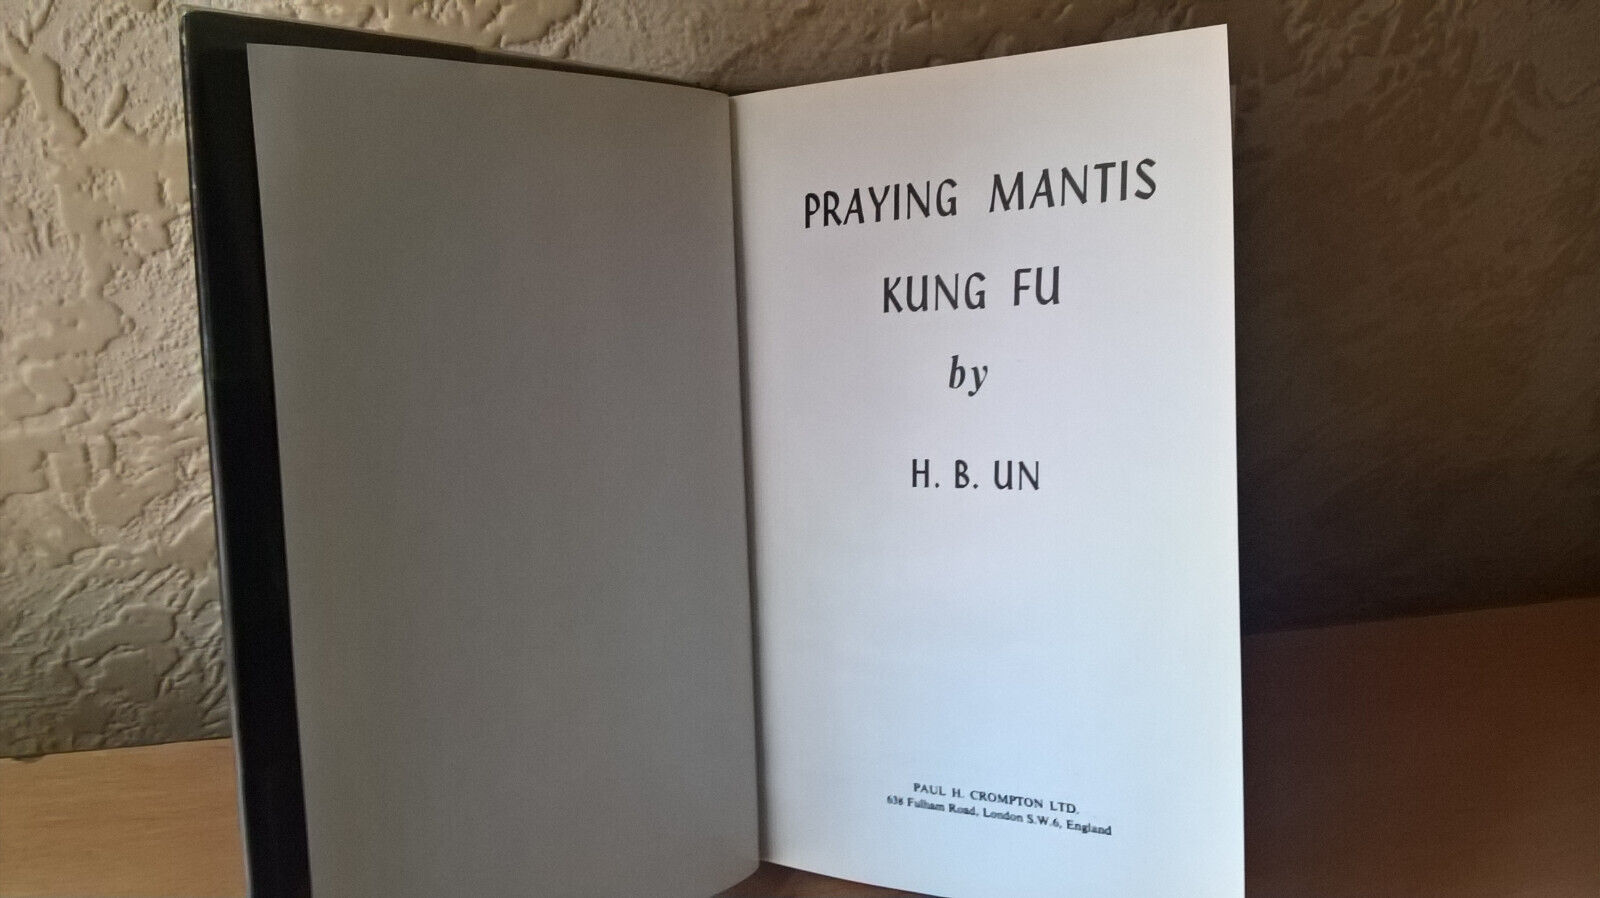 PRAYING MANTIS
KUNG FU
by
H. B. UN
PAUL H. CROMPTON LTD.
638 Fulham Road, London S.W.6, England